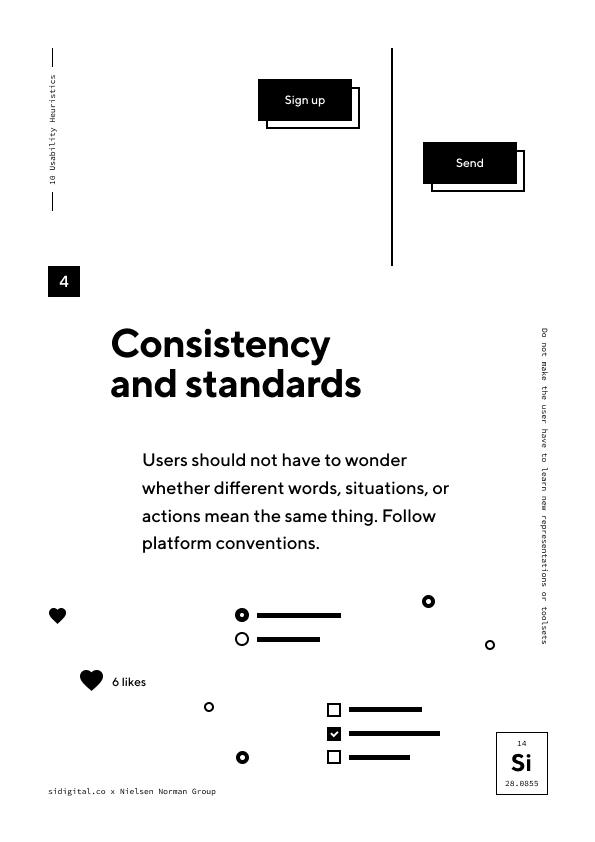 10 Usability Heuristics
Sign up
Send
4
Consistency
and standards
Users should not have to wonder
whether different words, situations, or
actions mean the same thing. Follow
platform conventions.
Do not make the user have to learn new representations or toolsets
6 likes
14
Si
28.0855
sidigital.co x Nielsen Norman Group